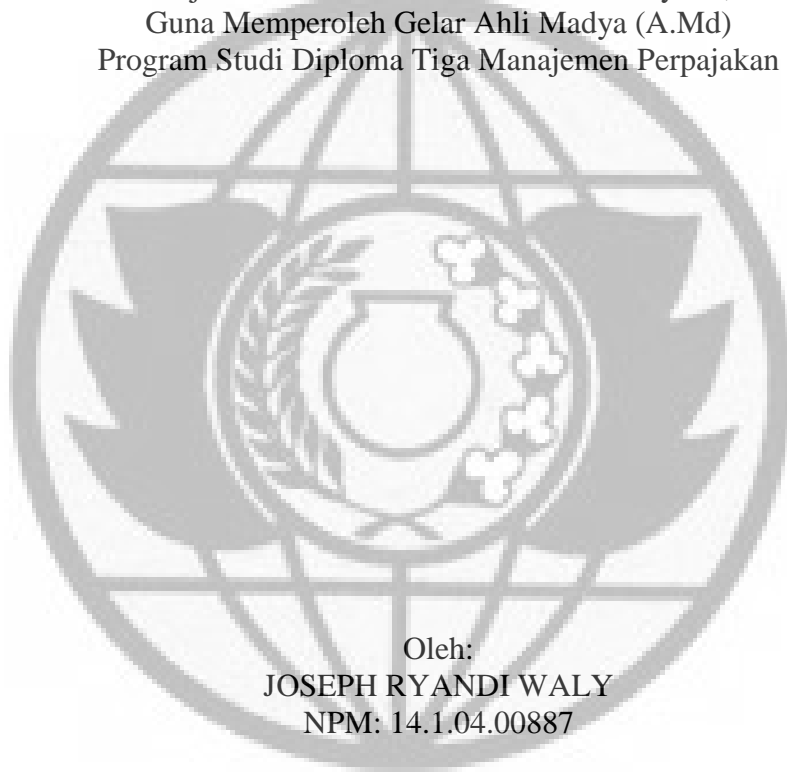 Guna Memperoleh Gelar Ahli Madya (A.Md)
Program Studi Diploma Tiga Manajemen Perpajakan
Oleh:
JOSEPH RYANDI WALY
NPM: 14.1.04.00887